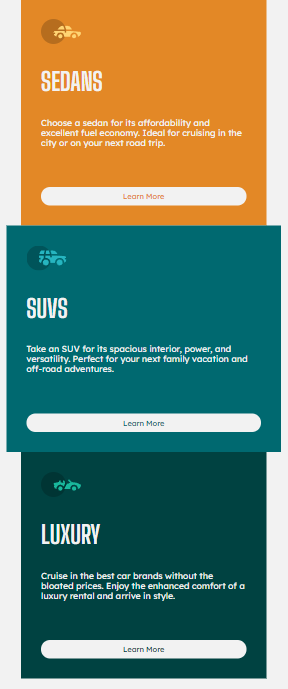 SEDANS
Choose a sedan for its affordability and
excellent fuel economy. Ideal for cruising in the
city or on your next road trip.
Learn More
SUVS
Take an SUV for its spacious interior, power, and
versatility. Perfect for your next family vacation and
off-road adventures.
Learn More
LUXURY
Cruise in the best car brands without the
bloated prices. Enjoy the enhanced comfort of a
luxury rental and arrive in style.
Learn More